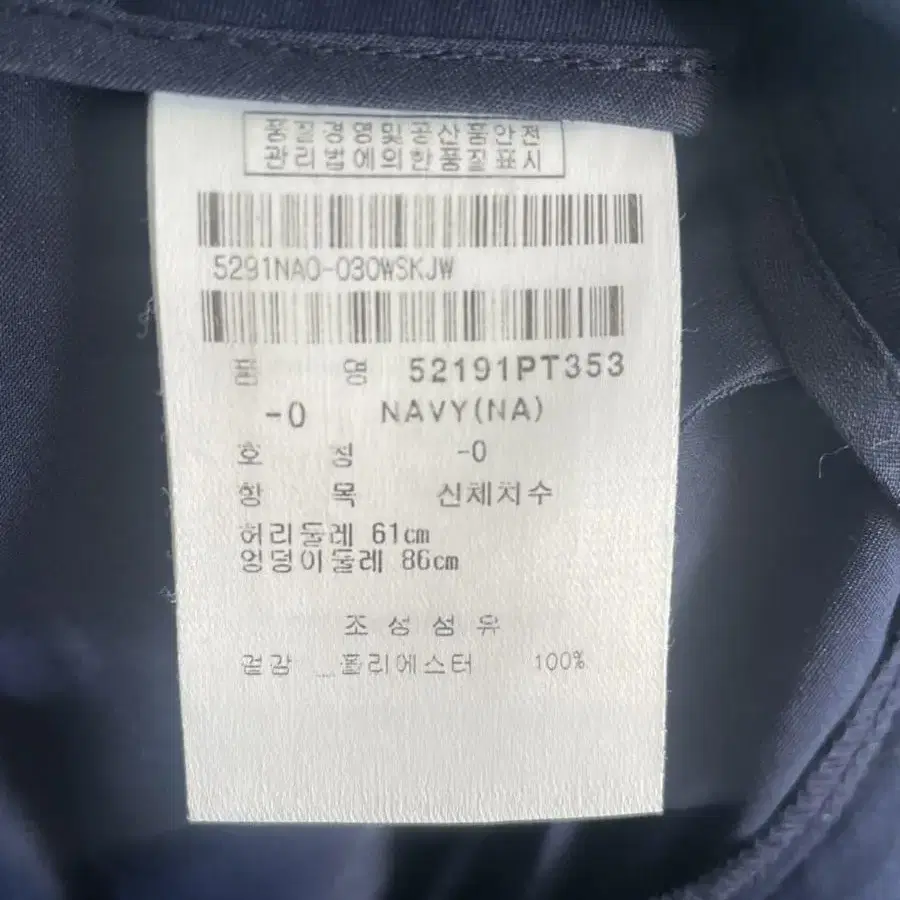 품질경영및공산품안전
관리법에의한품질표시
5291NA0-030WSKJW
품 명 52191PT353
-0 NAVY(NA)
호 칭 -0
항 목 신체치수
허리둘레 61cm
엉덩이둘레 86cm
조성섬유
겉감 _폴리에스터 100%